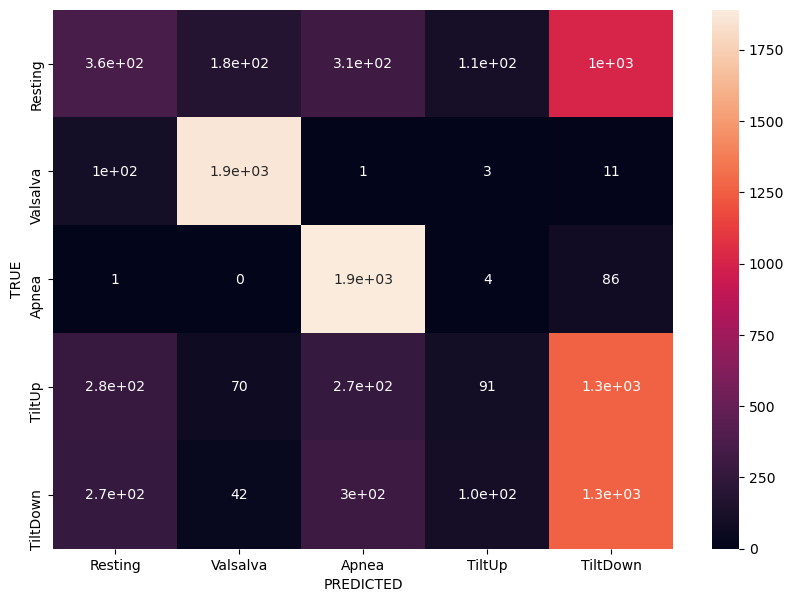 Resting 3.6e+02 1.8e+02 3.1e+02 1.1e+02 1e+03
Valsalva 1e+02 1.9e+03 1 3 11
Apnea 1 0 1.9e+03 4 86
TiltUp 2.8e+02 70 2.7e+02 91 1.3e+03
TiltDown 2.7e+02 42 3e+02 1.0e+02 1.3e+03
Resting Valsalva Apnea TiltUp TiltDown
PREDICTED
TRUE
1750
1500
1250
1000
750
500
250
0